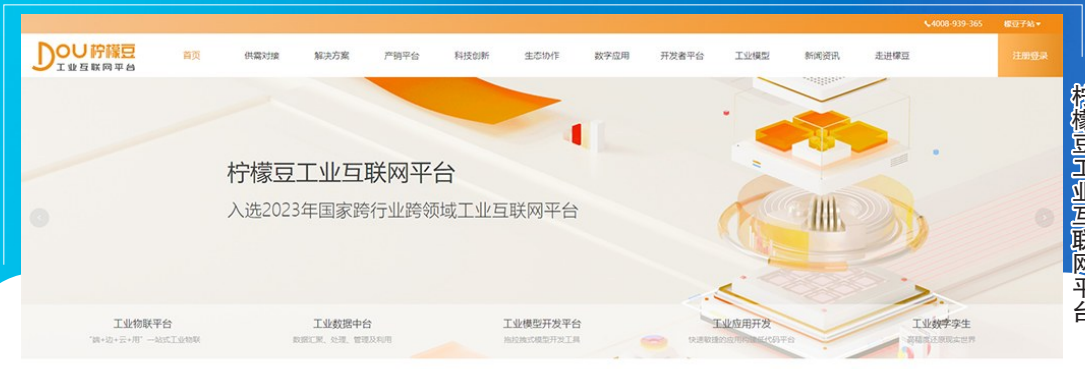 4008-939-365 檬豆子站
DOU 柠檬豆
工业互联网平台
首页 供需对接 解决方案 产销平台 科技创新 生态协作 数字应用 开发者平台 工业模型 新闻资讯 走进檬豆 注册登录
柠檬豆工业互联网平台
入选2023年国家跨行业跨领域工业互联网平台
工业物联平台 工业数据中台 工业模型开发平台 工业应用开发 工业数字孪生
"端+边+云+用"一站式工业物联 数据汇聚、处理、管理及利用 拖拉拽式模型开发工具 快速敏捷的应用构建低代码平台 高精度还原现实世界
柠檬豆工业互联网平台